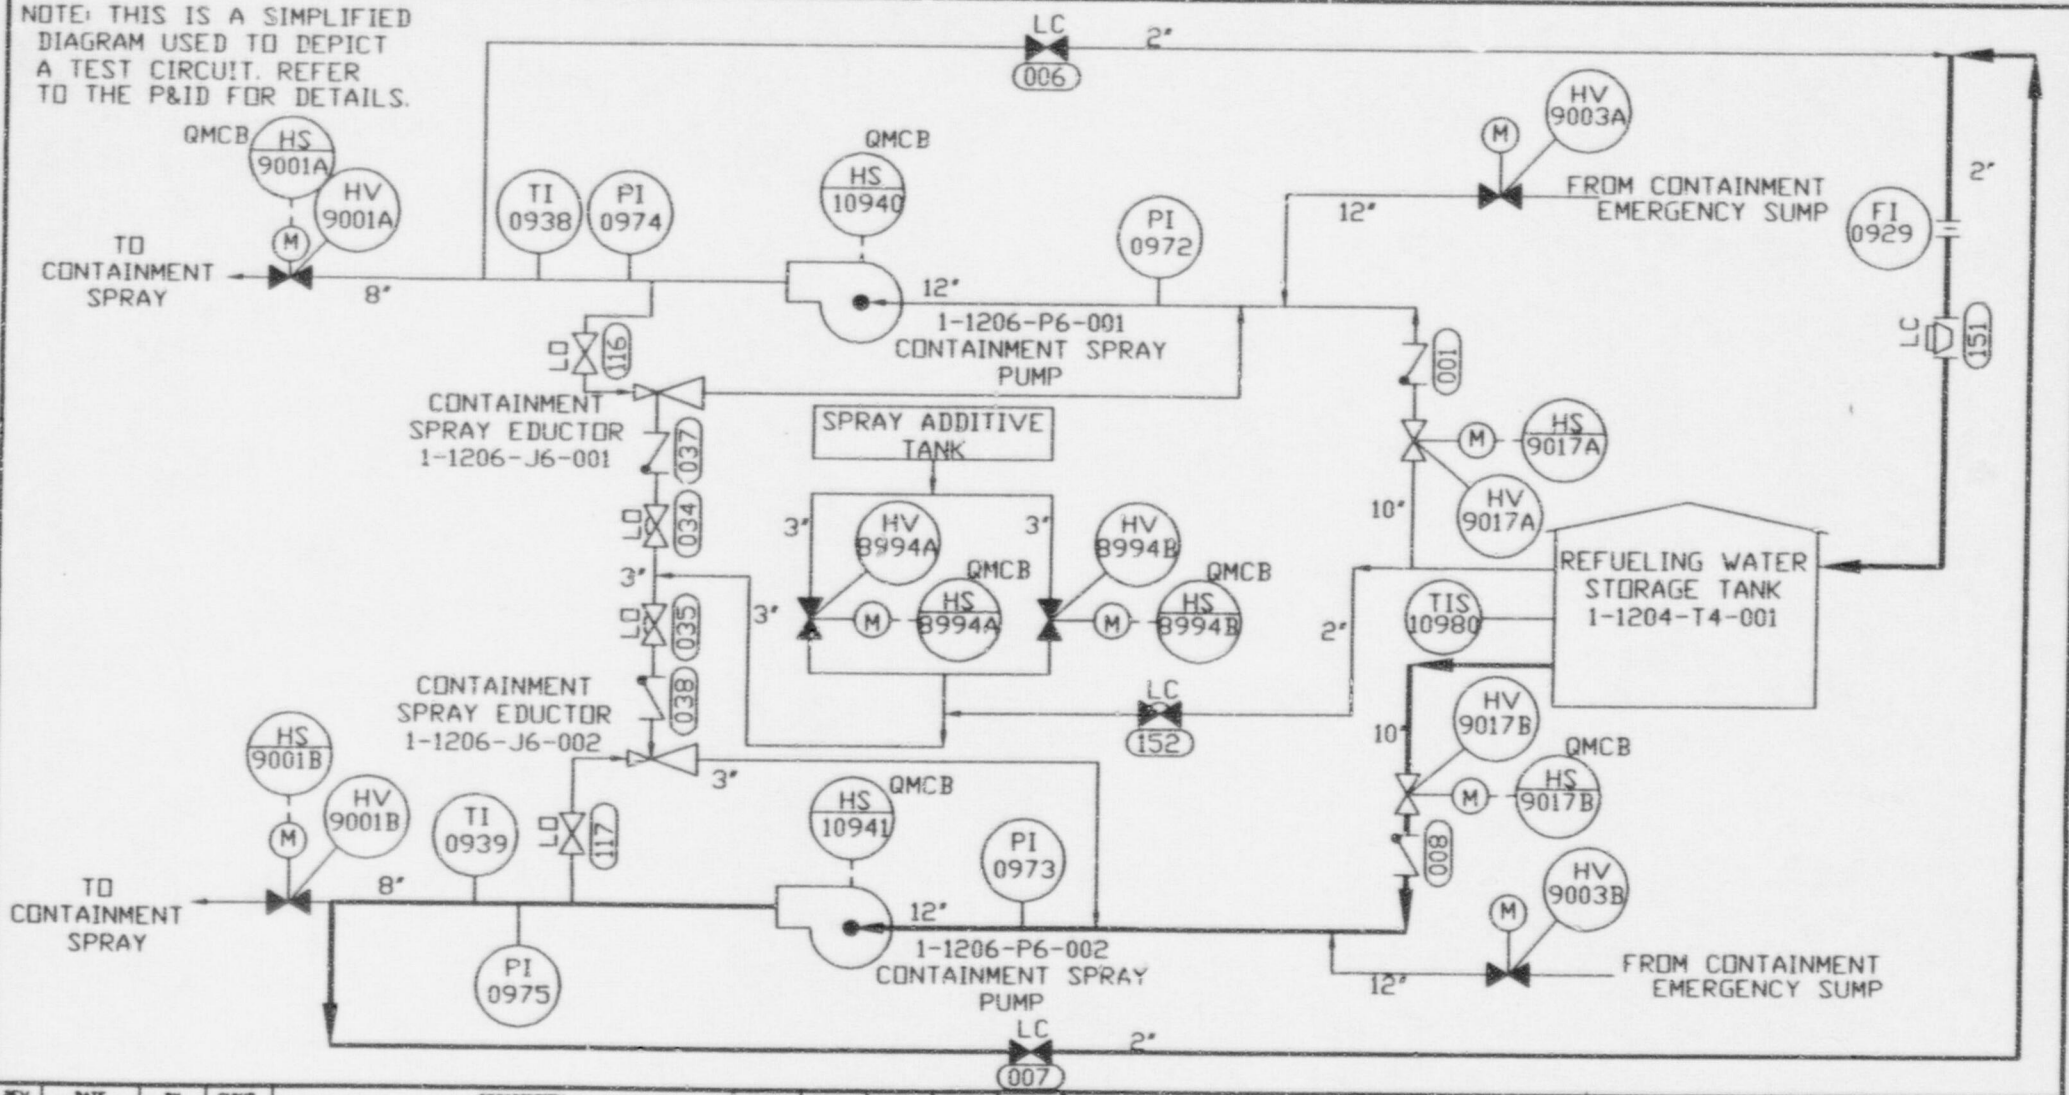 NOTE: THIS IS A SIMPLIFIED
DIAGRAM USED TO DEPICT
A TEST CIRCUIT. REFER
TO THE P&ID FOR DETAILS.
LC
2"
006
HV
9003A
M
QMCB
HS
9001A
HV
9001A
M
TO
CONTAINMENT
SPRAY
8"
TI
0938
PI
0974
QMCB
HS
10940
PI
0972
12"
FROM CONTAINMENT
EMERGENCY SUMP
2"
FI
0929
12"
1-1206-P6-001
CONTAINMENT SPRAY
PUMP
LO
116
001
LC
151
CONTAINMENT
SPRAY EDUCTOR
1-1206-J6-001
037
SPRAY ADDITIVE
TANK
M
HS
9017A
HV
9017A
10"
LO
034
3"
HV
8994A
3"
HV
8994B
QMCB
HS
8994A
M
QMCB
HS
8994B
M
3"
3"
LO
035
REFUELING WATER
STORAGE TANK
1-1204-T4-001
TIS
10980
2"
038
CONTAINMENT
SPRAY EDUCTOR
1-1206-J6-002
LC
152
HV
9017B
10"
QMCB
M
HS
9017B
HS
9001B
HV
9001B
M
3"
QMCB
HS
10941
TI
0939
LO
117
PI
0973
008
HV
9003B
M
TO
CONTAINMENT
SPRAY
8"
12"
1-1206-P6-002
CONTAINMENT SPRAY
PUMP
PI
0975
12"
FROM CONTAINMENT
EMERGENCY SUMP
LC
2"
007
REV
DATE